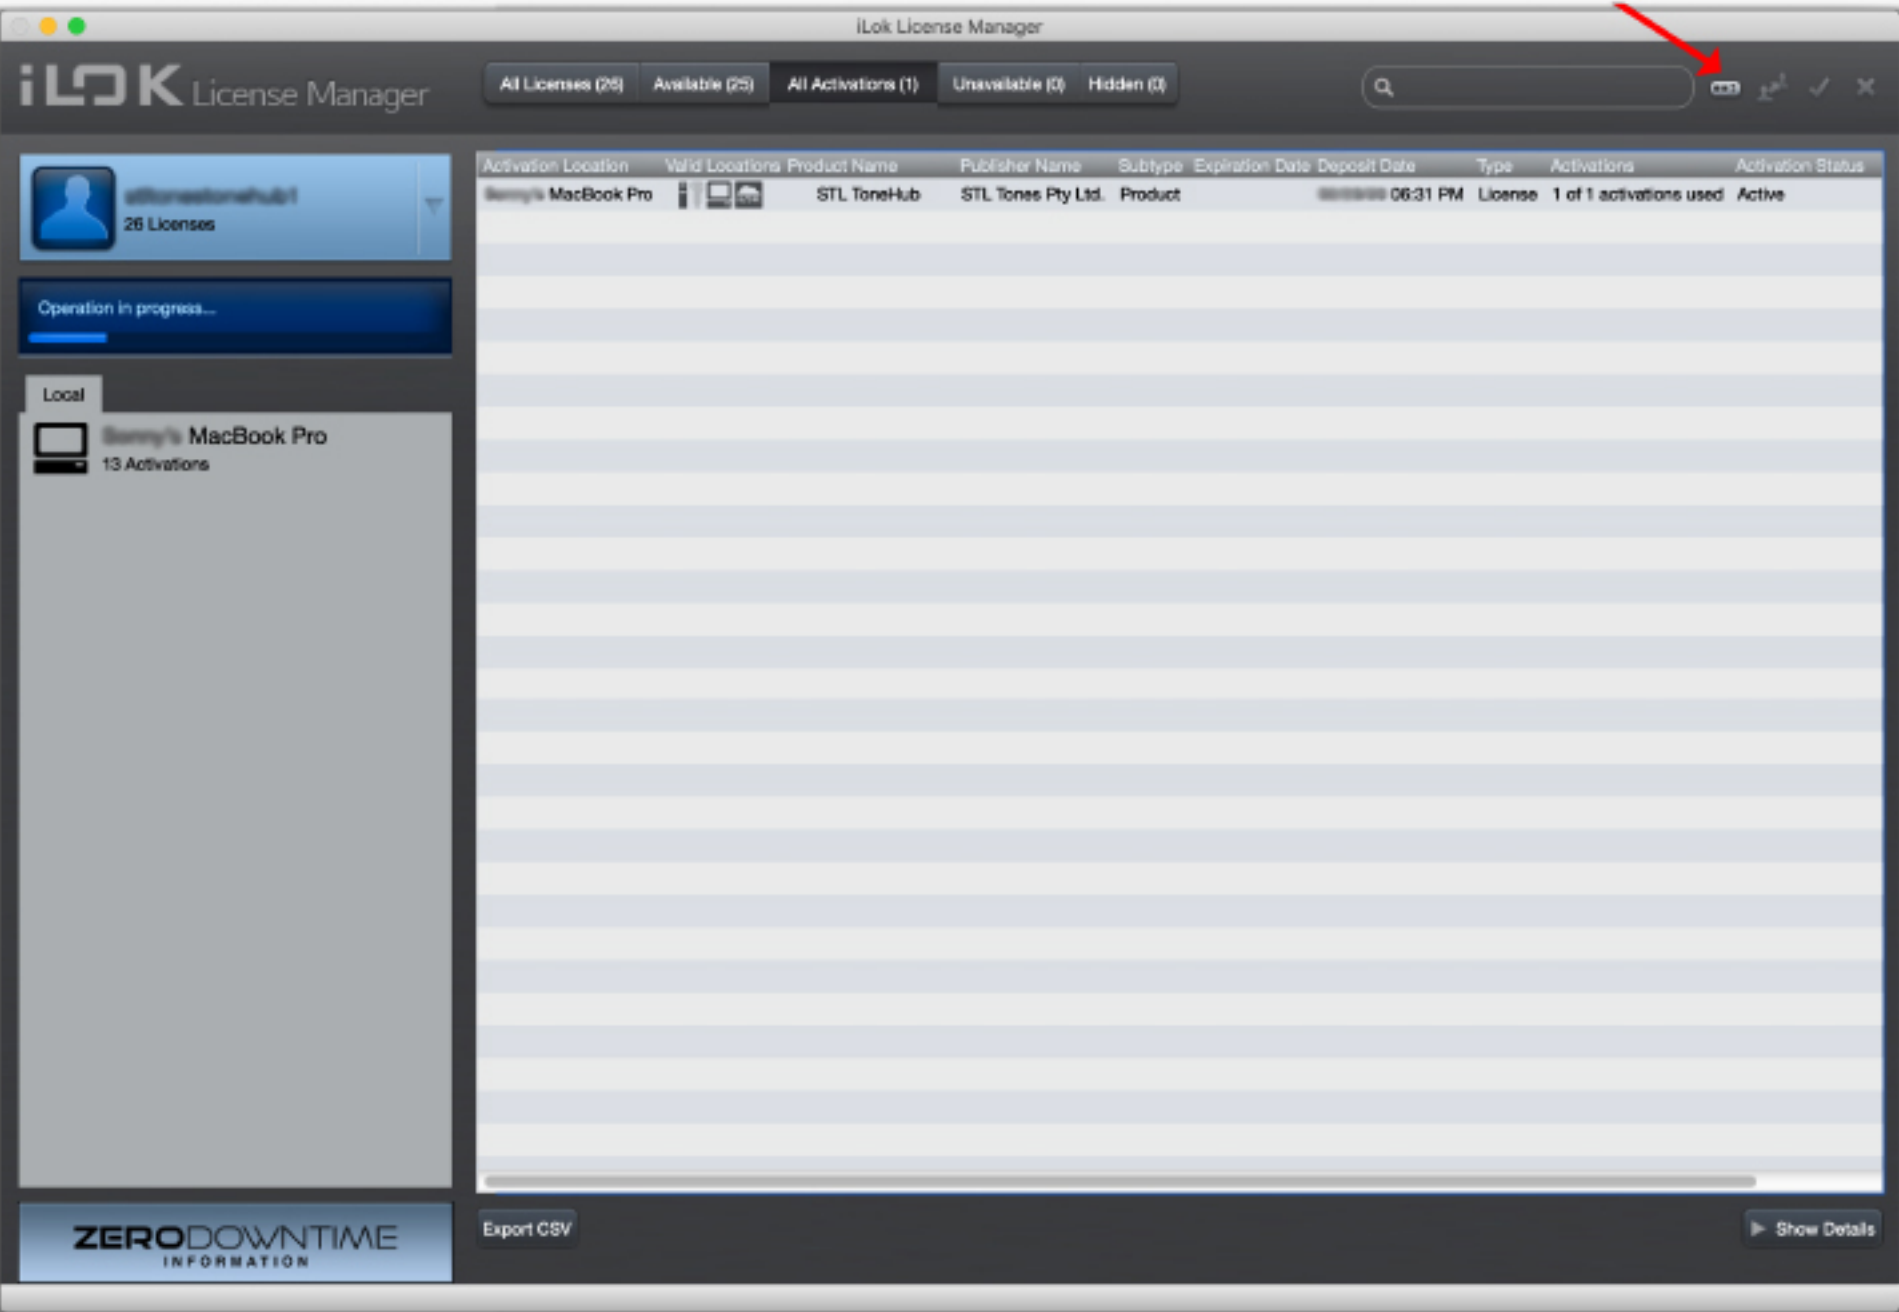 iLok License Manager
iLOK License Manager
All Licenses (26) Available (25) All Activations (1) Unavailable (0) Hidden (0)
26 Licenses
Operation in progress...
Local
MacBook Pro
13 Activations
Activation Location Valid Locations Product Name Publisher Name Subtype Expiration Date Deposit Date Type Activations Activation Status
MacBook Pro STL ToneHub STL Tones Pty Ltd. Product 06:31 PM License 1 of 1 activations used Active
ZERODOWNTIME
INFORMATION
Export CSV
Show Details